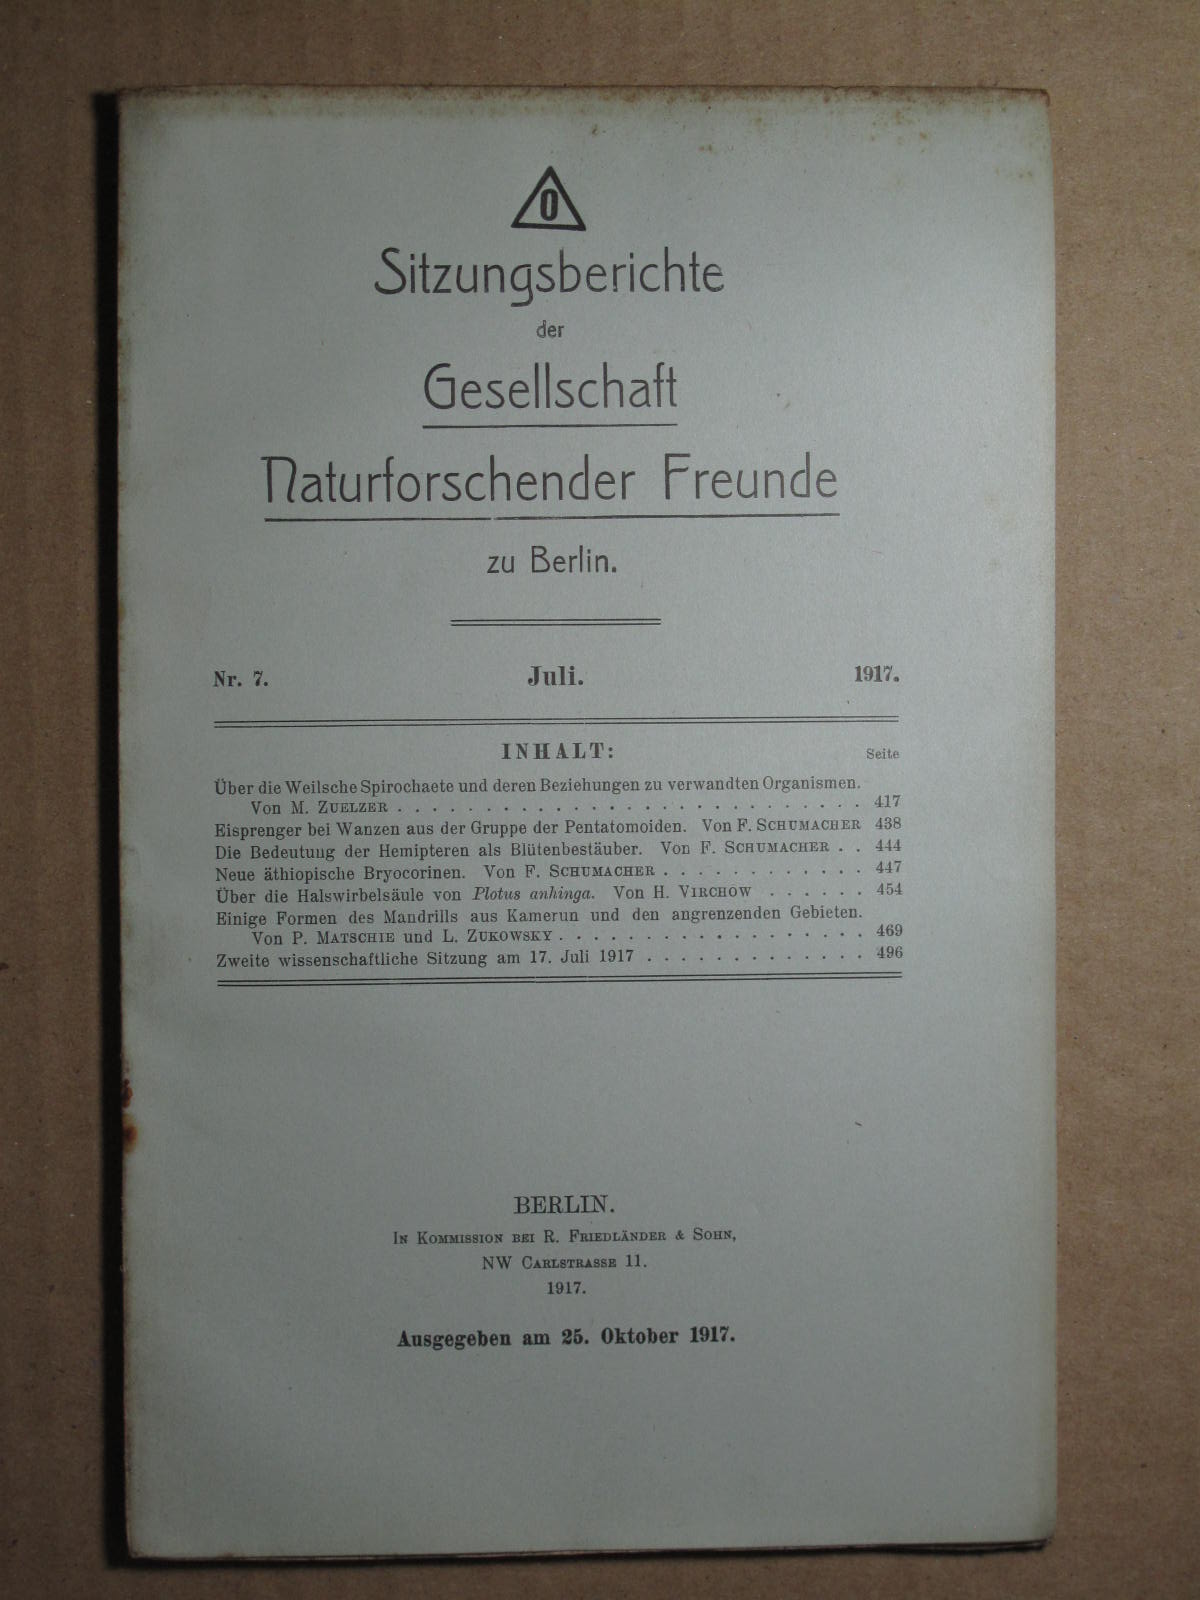 0
Sitzungsberichte
der
Gesellschaft
Naturforschender Freunde
zu Berlin.
Nr. 7. Juli. 1917.
INHALT: Seite
Über die Weilsche Spirochaete und deren Beziehungen zu verwandten Organismen.
Von M. ZUELZER . . . . . . . . . . . . . . . . . . . . . . . . . . . 417
Eisprenger bei Wanzen aus der Gruppe der Pentatomoiden. Von F. SCHUMACHER 438
Die Bedeutung der Hemipteren als Blütenbestäuber. Von F. SCHUMACHER . . 444
Neue äthiopische Bryocorinen. Von F. SCHUMACHER . . . . . . . . . . . . 447
Über die Halswirbelsäule von Plotus anhinga. Von H. VIRCHOW . . . . . . 454
Einige Formen des Mandrills aus Kamerun und den angrenzenden Gebieten.
Von P. MATSCHIE und L. ZUKOWSKY . . . . . . . . . . . . . . . . . . 469
Zweite wissenschaftliche Sitzung am 17. Juli 1917 . . . . . . . . . . . . . 496
BERLIN.
IN KOMMISSION BEI R. FRIEDLÄNDER & SOHN,
NW CARLSTRASSE 11.
1917.
Ausgegeben am 25. Oktober 1917.